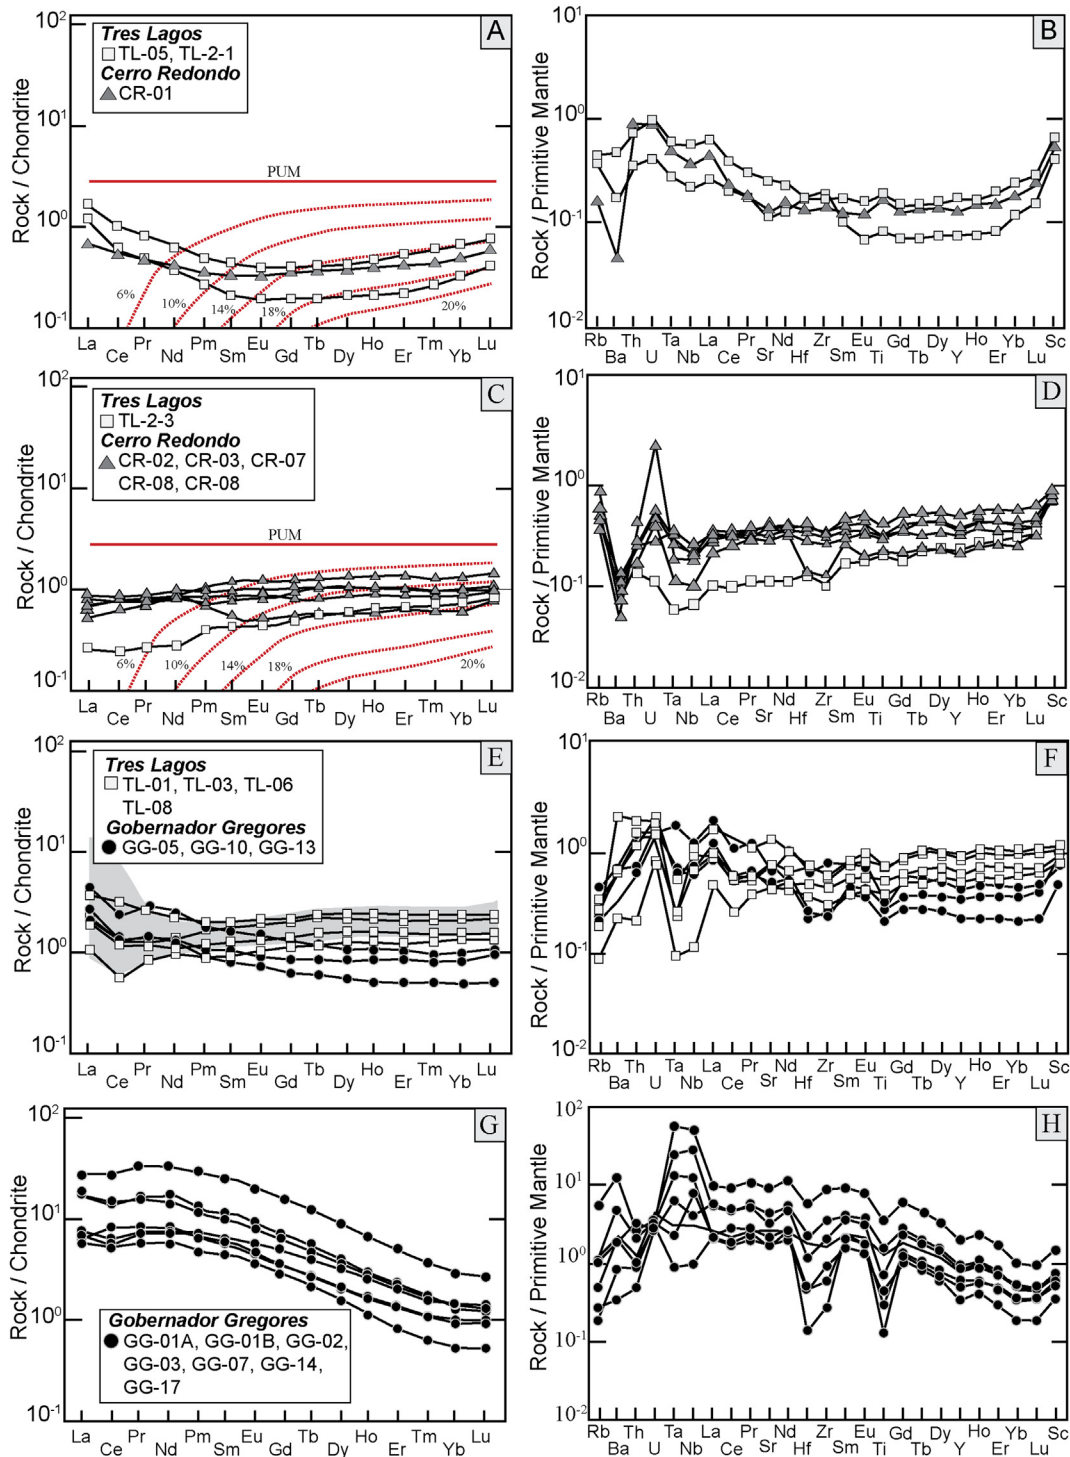 A
Tres Lagos
TL-05, TL-2-1
Cerro Redondo
CR-01
Rock / Chondrite
10²
10¹
10⁰
10⁻¹
PUM
6%
10%
14%
18%
20%
La Pr Pm Eu Tb Ho Tm Lu
Ce Nd Sm Gd Dy Er Yb
B
Rock / Primitive Mantle
10¹
10⁰
10⁻¹
10⁻²
Rb Th Ta La Pr Nd Zr Eu Gd Dy Ho Yb Sc
Ba U Nb Ce Sr Hf Sm Ti Tb Y Er Lu
C
Tres Lagos
TL-2-3
Cerro Redondo
CR-02, CR-03, CR-07
CR-08, CR-08
Rock / Chondrite
10²
10¹
10⁰
10⁻¹
PUM
6%
10%
14%
18%
20%
La Pr Pm Eu Tb Ho Tm Lu
Ce Nd Sm Gd Dy Er Yb
D
Rock / Primitive Mantle
10¹
10⁰
10⁻¹
10⁻²
Rb Th Ta La Pr Nd Zr Eu Gd Dy Ho Yb Sc
Ba U Nb Ce Sr Hf Sm Ti Tb Y Er Lu
E
Tres Lagos
TL-01, TL-03, TL-06
TL-08
Gobernador Gregores
GG-05, GG-10, GG-13
Rock / Chondrite
10²
10¹
10⁰
10⁻¹
La Pr Pm Eu Tb Ho Tm Lu
Ce Nd Sm Gd Dy Er Yb
F
Rock / Primitive Mantle
10¹
10⁰
10⁻¹
10⁻²
Rb Th Ta La Pr Nd Zr Eu Gd Dy Ho Yb Sc
Ba U Nb Ce Sr Hf Sm Ti Tb Y Er Lu
G
Gobernador Gregores
GG-01A, GG-01B, GG-02,
GG-03, GG-07, GG-14,
GG-17
Rock / Chondrite
10²
10¹
10⁰
10⁻¹
La Pr Pm Eu Tb Ho Tm Lu
Ce Nd Sm Gd Dy Er Yb
H
Rock / Primitive Mantle
10²
10¹
10⁰
10⁻¹
10⁻²
Rb Th Ta La Pr Nd Zr Eu Gd Dy Ho Yb Sc
Ba U Nb Ce Sr Hf Sm Ti Tb Y Er Lu